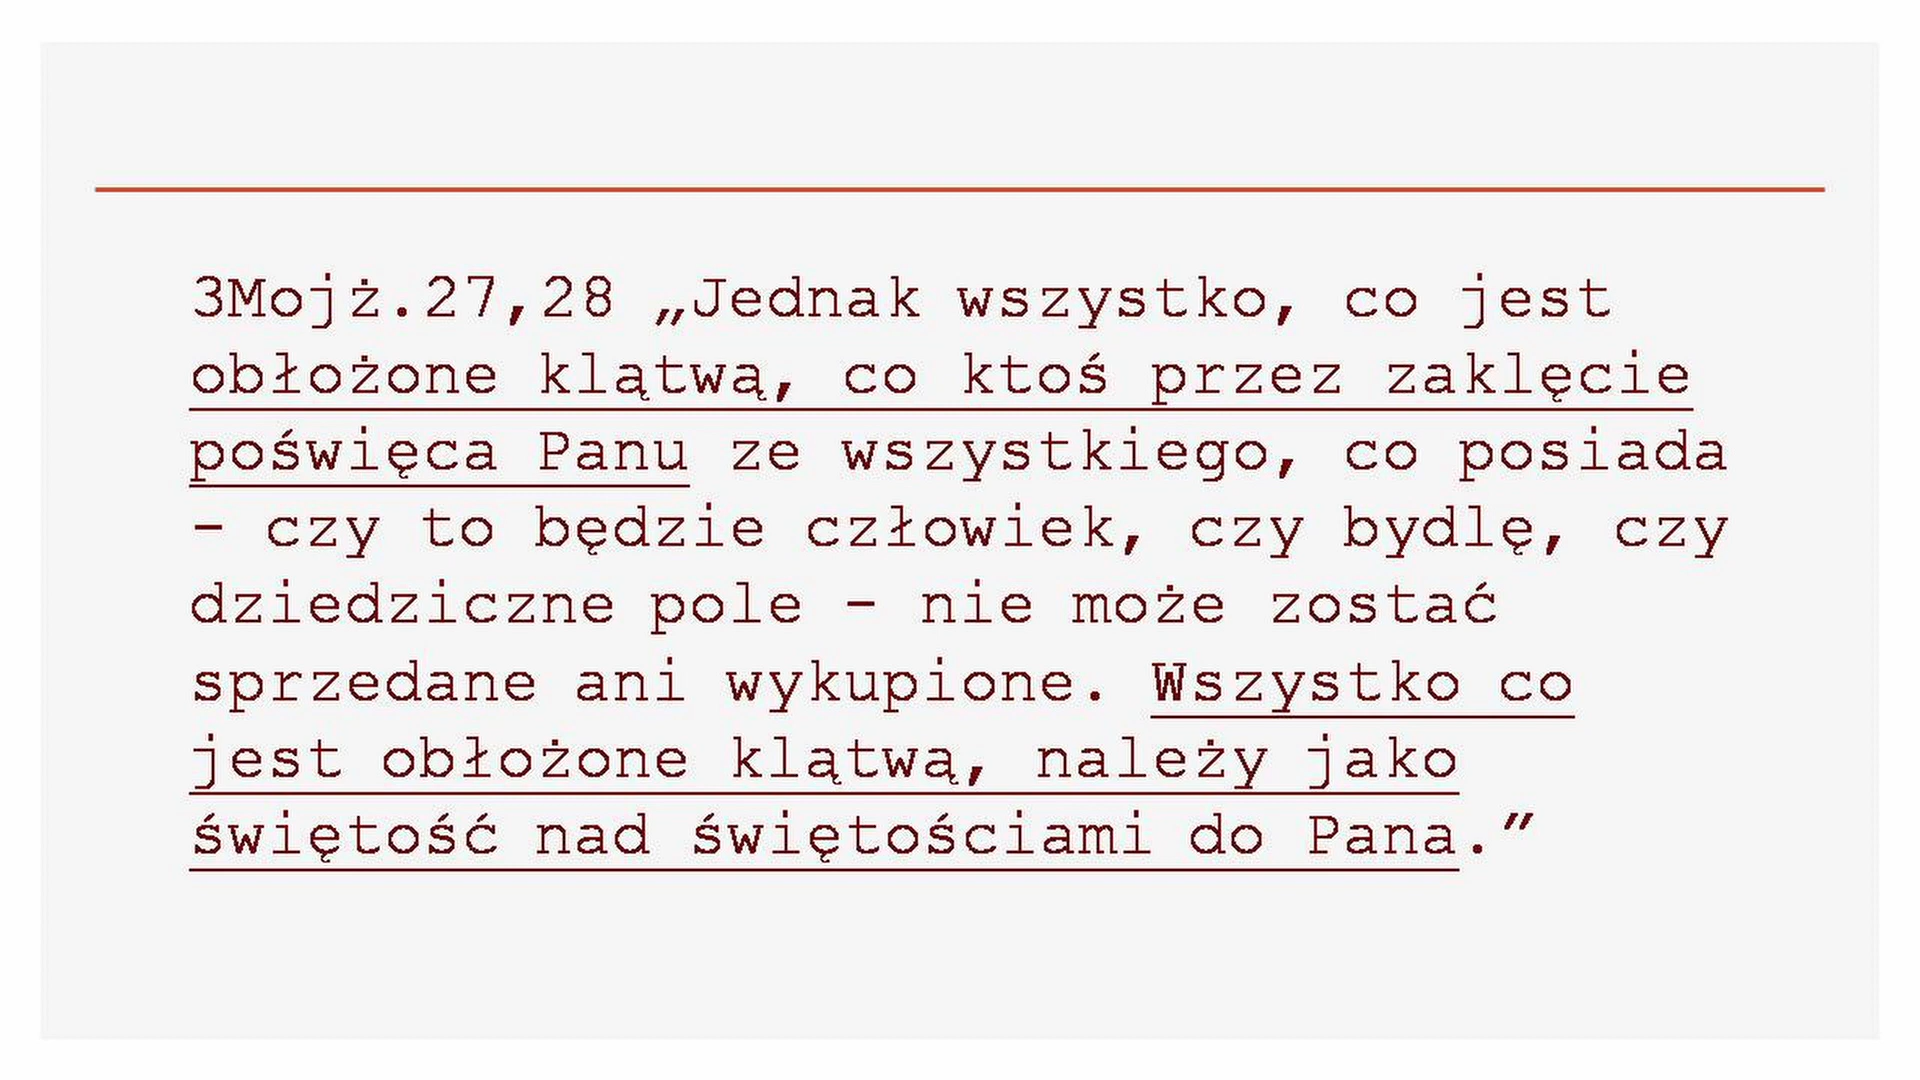 3Mojż.27,28 „Jednak wszystko, co jest
obłożone klątwą, co ktoś przez zaklęcie
poświęca Panu ze wszystkiego, co posiada
- czy to będzie człowiek, czy bydlę, czy
dziedziczne pole - nie może zostać
sprzedane ani wykupione. Wszystko co
jest obłożone klątwą, należy jako
świętość nad świętościami do Pana.”